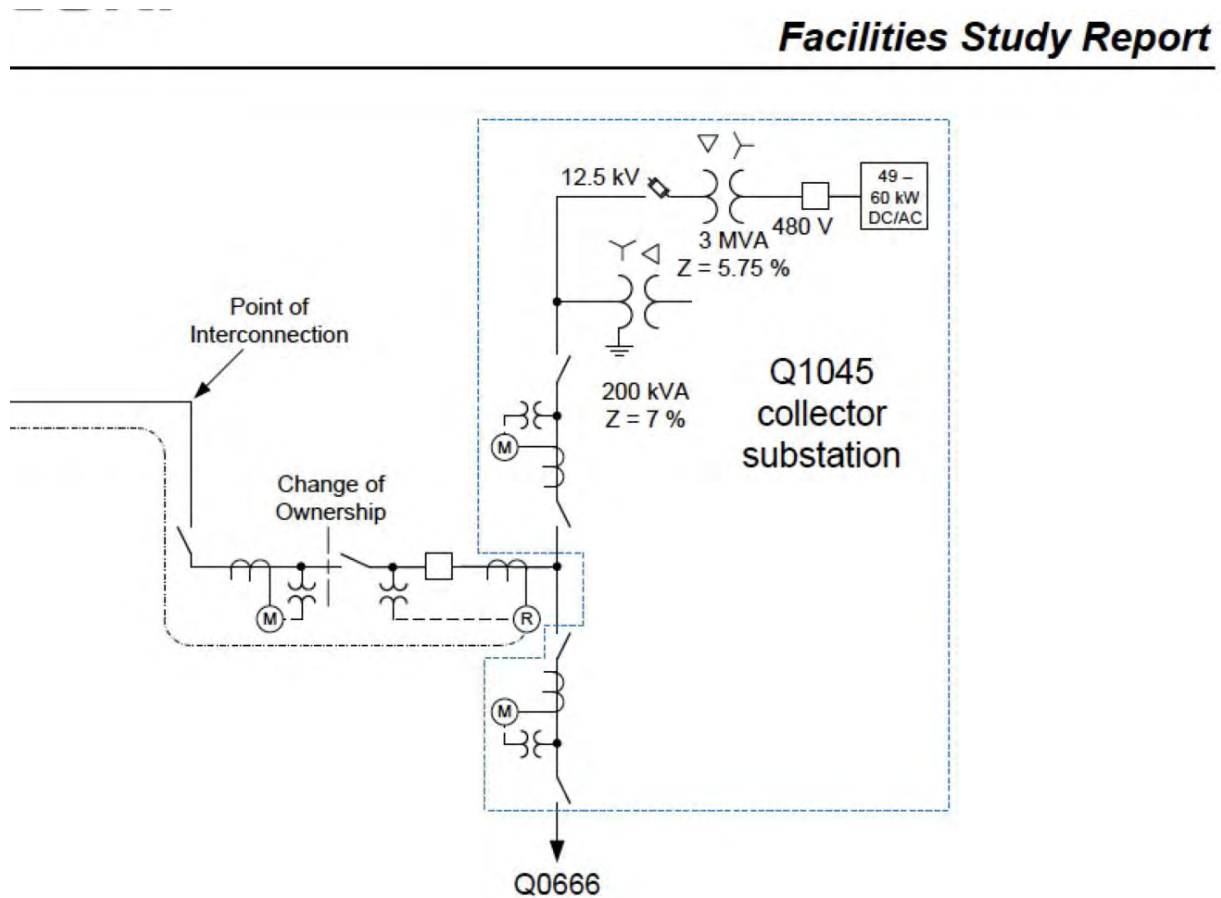 Facilities Study Report
12.5 kV
49 –
60 kW
DC/AC
480 V
3 MVA
Z = 5.75 %
Point of
Interconnection
200 kVA
Z = 7 %
Q1045
collector
substation
M
Change of
Ownership
M
R
M
Q0666